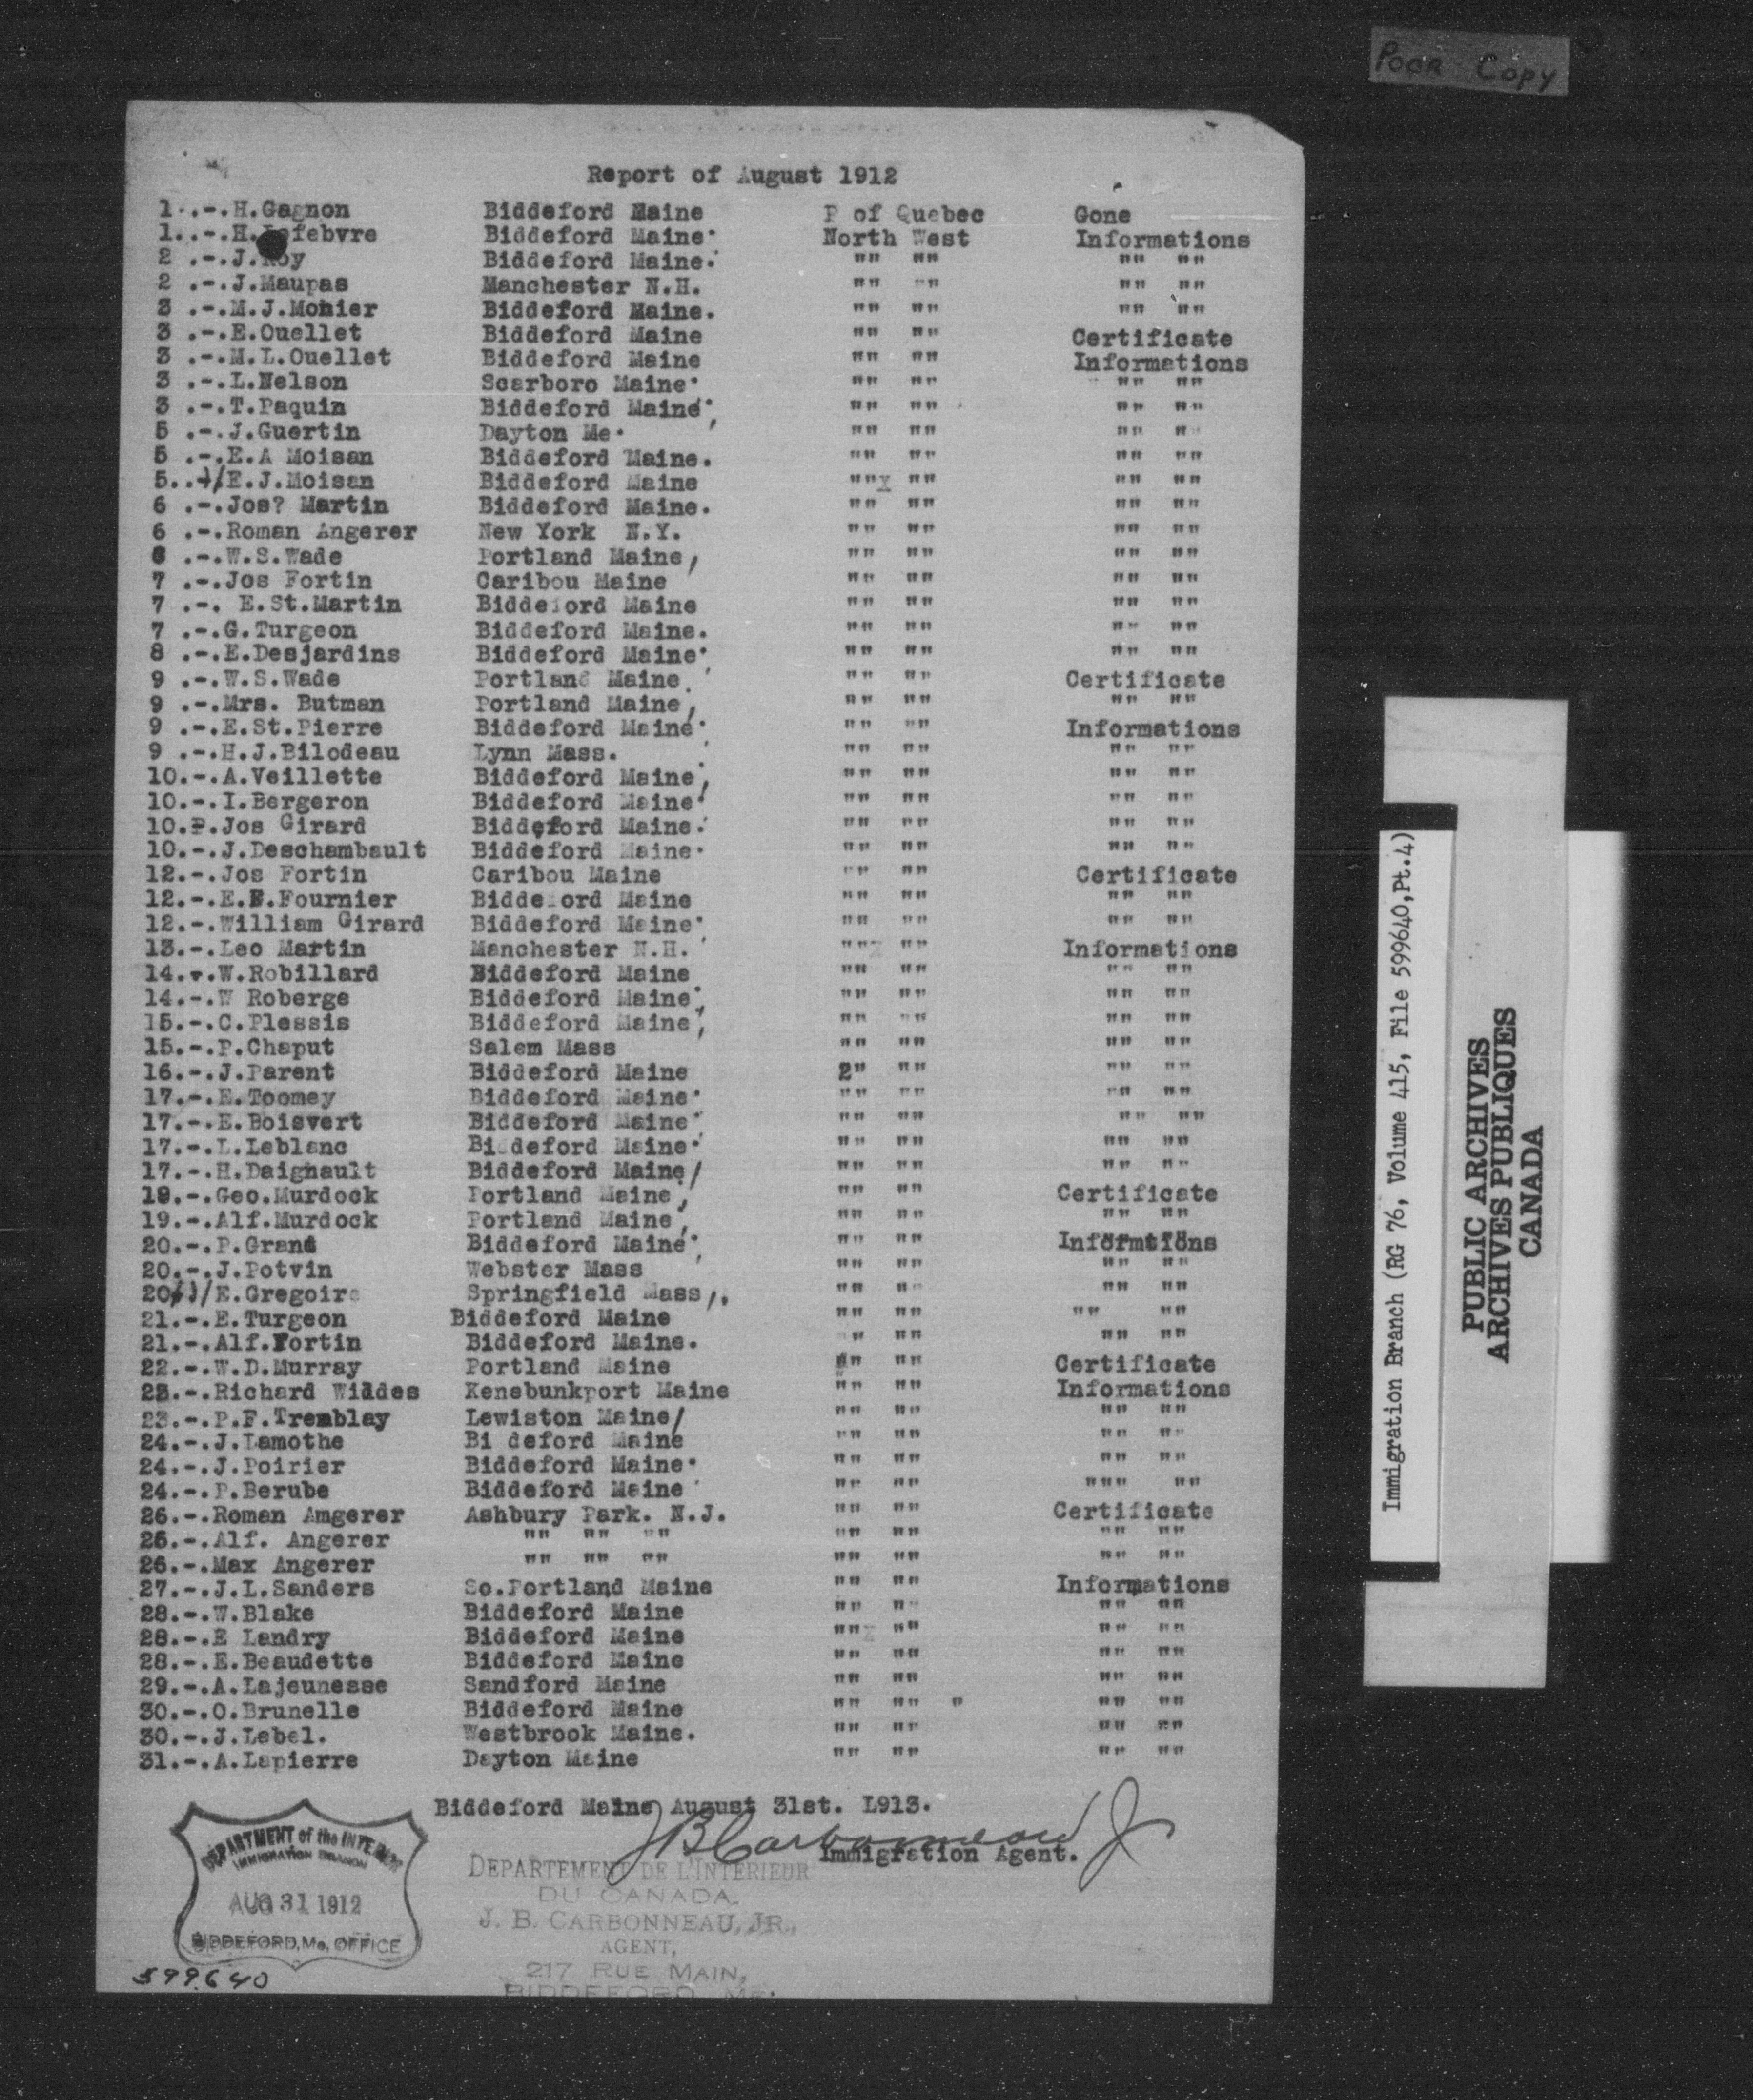 POOR COPY
Report of August 1912
1..-.H.Gagnon Biddeford Maine P of Quebec Gone
1..-.H.Lefebvre Biddeford Maine. North West Informations
2 .-.J.Roy Biddeford Maine. "" "" "" ""
2 .-.J.Maupas Manchester N.H. "" "" "" ""
3 .-.M.J.Mohier Biddeford Maine. "" "" "" ""
3 .-.E.Ouellet Biddeford Maine "" "" Certificate
3 .-.M.L.Ouellet Biddeford Maine "" "" Informations
3 .-.L.Nelson Scarboro Maine. "" "" "" ""
3 .-.T.Paquin Biddeford Maine, "" "" "" ""
5 .-.J.Guertin Dayton Me. "" "" "" ""
5 .-.E.A Moisan Biddeford Maine. "" "" "" ""
5..-)/E.J.Moisan Biddeford Maine "" "" "" ""
6 .-.Jos? Martin Biddeford Maine. "" "" "" ""
6 .-.Roman Angerer New York N.Y. "" "" "" ""
6 .-.W.S.Wade Portland Maine, "" "" "" ""
7 .-.Jos Fortin Caribou Maine "" "" "" ""
7 .-. E.St.Martin Biddeford Maine "" "" "" ""
7 .-.G.Turgeon Biddeford Maine. "" "" "" ""
8 .-.E.Desjardins Biddeford Maine. "" "" "" ""
9 .-.W.S.Wade Portland Maine. "" "" Certificate
9 .-.Mrs. Butman Portland Maine, "" "" "" ""
9 .-.E.St.Pierre Biddeford Maine. "" "" Informations
9 .-.H.J.Bilodeau Lynn Mass. "" "" "" ""
10.-.A.Veillette Biddeford Maine, "" "" "" ""
10.-.I.Bergeron Biddeford Maine. "" "" "" ""
10.P.Jos Girard Biddeford Maine. "" "" "" ""
10.-.J.Deschambault Biddeford Maine. "" "" "" ""
12.-.Jos Fortin Caribou Maine "" "" Certificate
12.-.E.E.Fournier Biddeford Maine "" "" "" ""
12.-.William Girard Biddeford Maine. "" "" "" ""
13.-.Leo Martin Manchester N.H. "" "" Informations
14.-.W.Robillard Biddeford Maine "" "" "" ""
14.-.W Roberge Biddeford Maine, "" "" "" ""
15.-.C.Plessis Biddeford Maine, "" "" "" ""
15.-.P.Chaput Salem Mass "" "" "" ""
16.-.J.Parent Biddeford Maine 2" "" "" ""
17.-.E.Toomey Biddeford Maine. "" "" "" ""
17.-.E.Boisvert Biddeford Maine. "" "" "" ""
17.-.L.Leblanc Biddeford Maine. "" "" "" ""
17.-.H.Daignault Biddeford Maine/ "" "" "" ""
19.-.Geo.Murdock Portland Maine, "" "" Certificate
19.-.Alf.Murdock Portland Maine, "" "" "" ""
20.-.P.Grand Biddeford Maine. "" "" Informations
20.-.J.Potvin Webster Mass "" "" "" ""
20()/E.Gregoire Springfield Mass,. "" "" "" ""
21.-.E.Turgeon Biddeford Maine "" "" "" ""
21.-.Alf.Fortin Biddeford Maine. "" "" "" ""
22.-.W.D.Murray Portland Maine "" "" Certificate
23.-.Richard Wildes Kenebunkport Maine "" "" Informations
23.-.P.F.Tremblay Lewiston Maine/ "" "" "" ""
24.-.J.Lamothe Bi deford Maine "" "" "" ""
24.-.J.Poirier Biddeford Maine. "" "" "" ""
24.-.P.Berube Biddeford Maine "" "" """ ""
26.-.Roman Amgerer Ashbury Park. N.J. "" "" Certificate
26.-.Alf. Angerer "" "" "" "" "" "" ""
26.-.Max Angerer "" "" "" "" "" "" ""
27.-.J.L.Sanders So.Portland Maine "" "" Informations
28.-.W.Blake Biddeford Maine "" "" "" ""
28.-.E Landry Biddeford Maine "" "" "" ""
28.-.E.Beaudette Biddeford Maine "" "" "" ""
29.-.A.Lajeunesse Sandford Maine "" "" "" ""
30.-.O.Brunelle Biddeford Maine "" "" " "" ""
30.-.J.Lebel. Westbrook Maine. "" "" "" ""
31.-.A.Lapierre Dayton Maine "" "" "" ""
Biddeford Maine August 31st. L913.
JBCarbonneau Jr
Immigration Agent.
DEPARTMENT of the INTERIOR
IMMIGRATION BRANCH
AUG 31 1912
BIDDEFORD, Me, OFFICE
DEPARTEMENT DE L'INTERIEUR
DU CANADA.
J. B. CARBONNEAU, JR.,
AGENT,
217 RUE MAIN,
BIDDEFORD ME.
599640
Immigration Branch (RG 76, Volume 415, File 599640,Pt.4)
PUBLIC ARCHIVES
ARCHIVES PUBLIQUES
CANADA